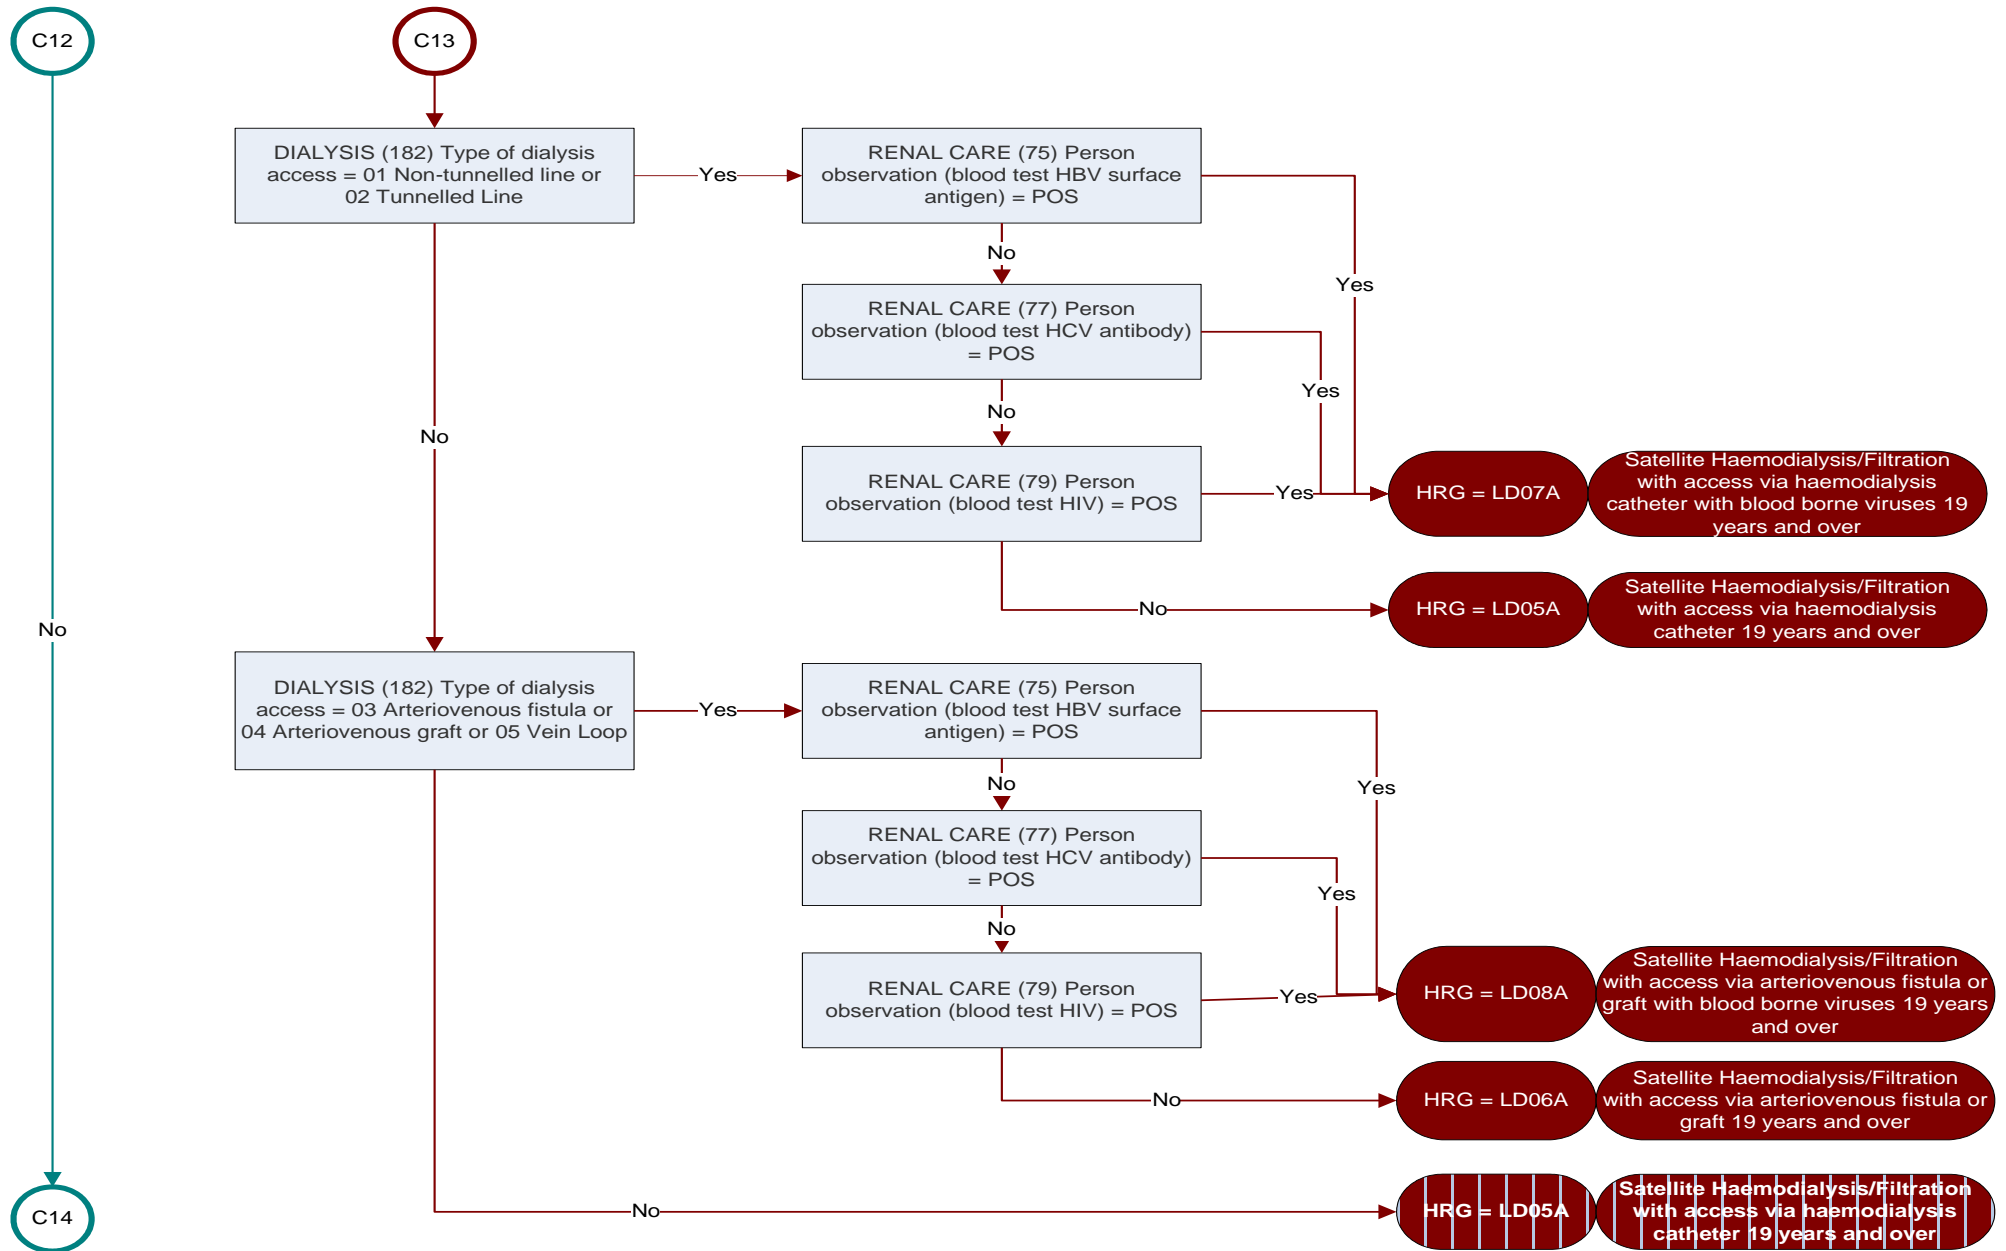 C12
C13
DIALYSIS (182) Type of dialysis
access = 01 Non-tunnelled line or
02 Tunnelled Line
Yes
RENAL CARE (75) Person
observation (blood test HBV surface
antigen) = POS
No
Yes
RENAL CARE (77) Person
observation (blood test HCV antibody)
= POS
Yes
No
No
RENAL CARE (79) Person
observation (blood test HIV) = POS
Yes
HRG = LD07A
Satellite Haemodialysis/Filtration
with access via haemodialysis
catheter with blood borne viruses 19
years and over
No
HRG = LD05A
Satellite Haemodialysis/Filtration
with access via haemodialysis
catheter 19 years and over
No
DIALYSIS (182) Type of dialysis
access = 03 Arteriovenous fistula or
04 Arteriovenous graft or 05 Vein Loop
Yes
RENAL CARE (75) Person
observation (blood test HBV surface
antigen) = POS
No
Yes
RENAL CARE (77) Person
observation (blood test HCV antibody)
= POS
Yes
No
RENAL CARE (79) Person
observation (blood test HIV) = POS
Yes
HRG = LD08A
Satellite Haemodialysis/Filtration
with access via arteriovenous fistula or
graft with blood borne viruses 19 years
and over
No
HRG = LD06A
Satellite Haemodialysis/Filtration
with access via arteriovenous fistula or
graft 19 years and over
C14
No
HRG = LD05A
Satellite Haemodialysis/Filtration
with access via haemodialysis
catheter 19 years and over